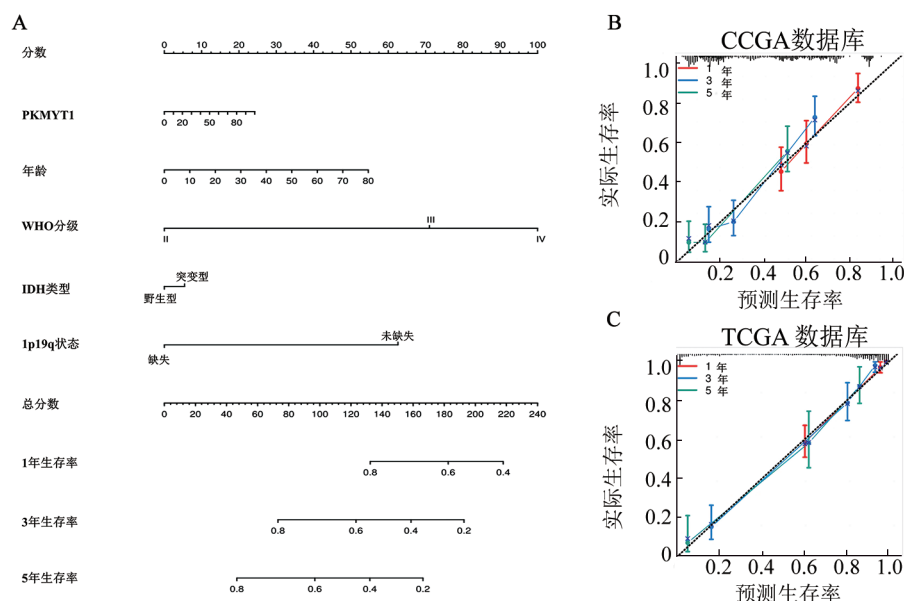 A
分数
0 10 20 30 40 50 60 70 80 90 100
PKMYT1
0 20 50 80
年龄
0 10 20 30 40 50 60 70 80
WHO分级
III
II
IV
IDH类型
突变型
野生型
1p19q状态
未缺失
缺失
总分数
0 20 40 60 80 100 120 140 160 180 200 220 240
1年生存率
0.8 0.6 0.4
3年生存率
0.8 0.6 0.4 0.2
5年生存率
0.8 0.6 0.4 0.2
B
CCGA数据库
1 年
3 年
5 年
实际生存率
1.0
0.8
0.6
0.4
0.2
0
0.2 0.4 0.6 0.8 1.0
预测生存率
C
TCGA 数据库
1 年
3 年
5 年
实际生存率
1.0
0.8
0.6
0.4
0.2
0
0.2 0.4 0.6 0.8 1.0
预测生存率